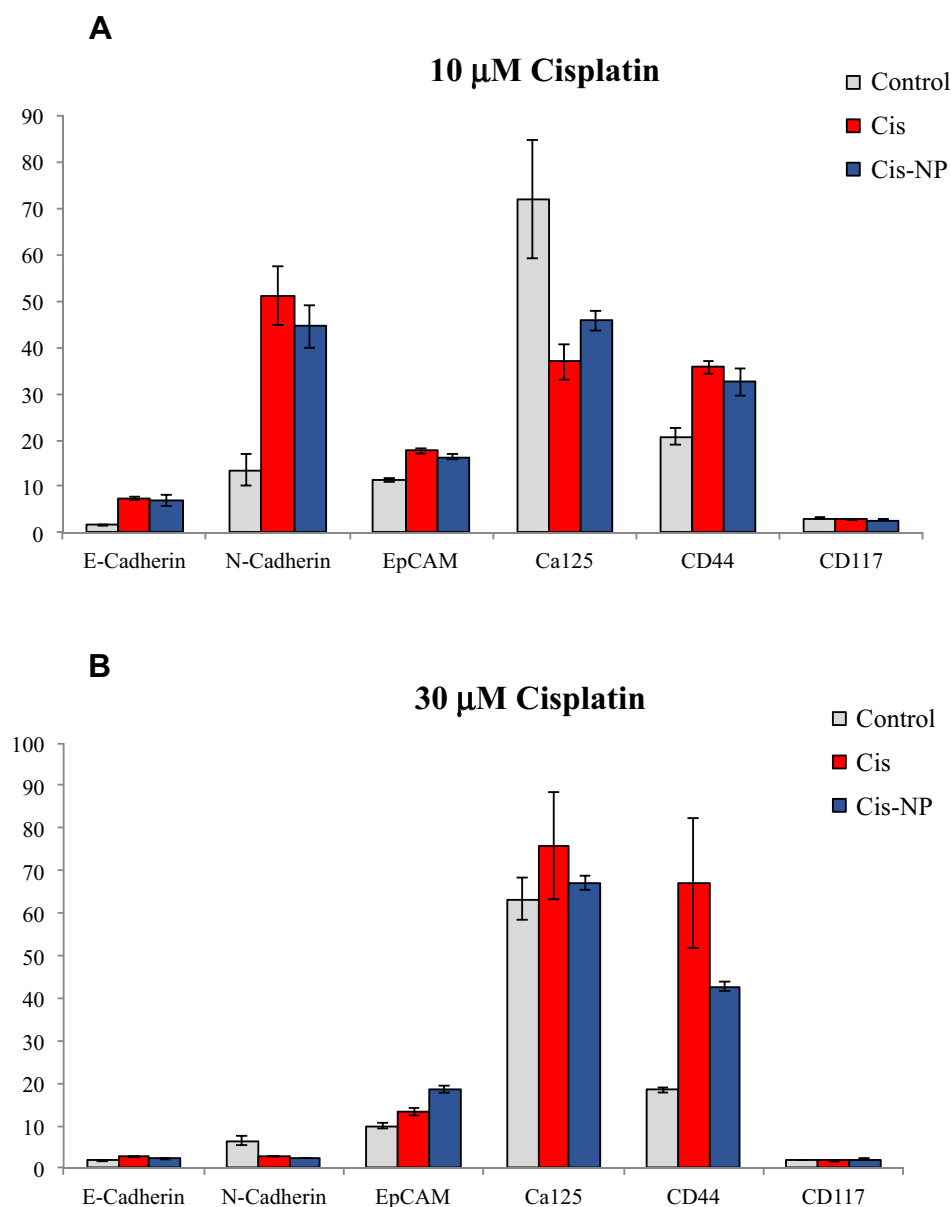 A
10 μM Cisplatin
Control
Cis
Cis-NP
90
80
70
60
50
40
30
20
10
0
E-Cadherin N-Cadherin EpCAM Ca125 CD44 CD117
B
30 μM Cisplatin
Control
Cis
Cis-NP
100
90
80
70
60
50
40
30
20
10
0
E-Cadherin N-Cadherin EpCAM Ca125 CD44 CD117